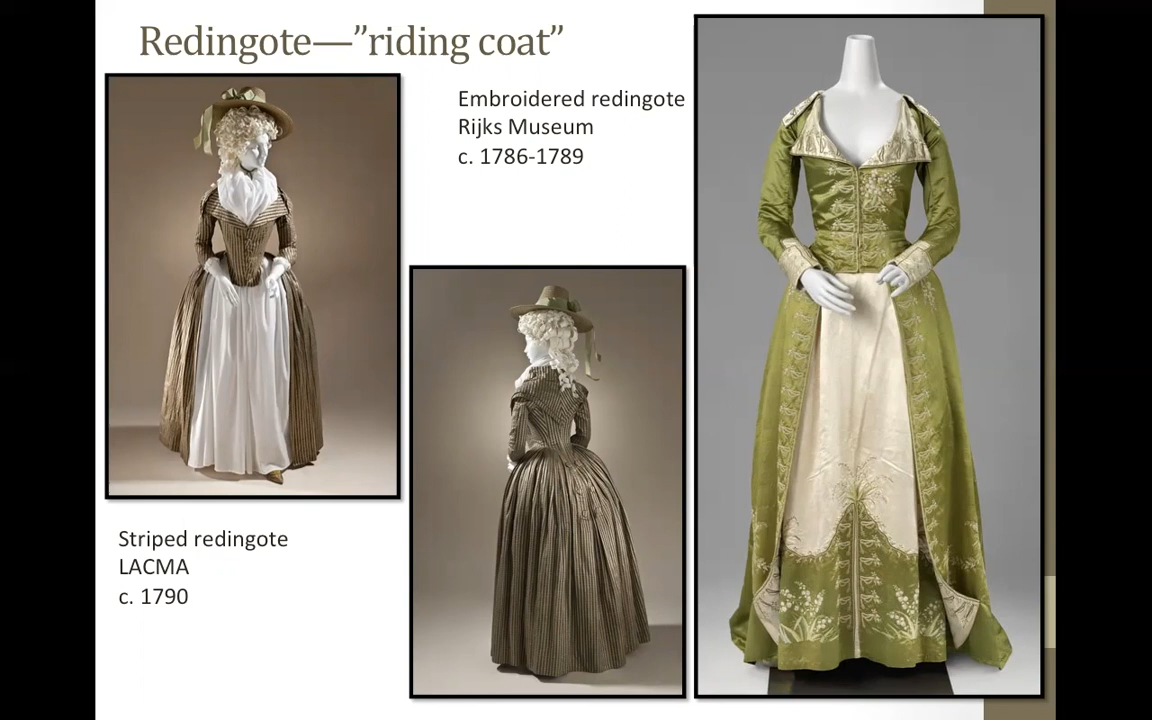 Redingote—”riding coat”
Embroidered redingote
Rijks Museum
c. 1786-1789
Striped redingote
LACMA
c. 1790